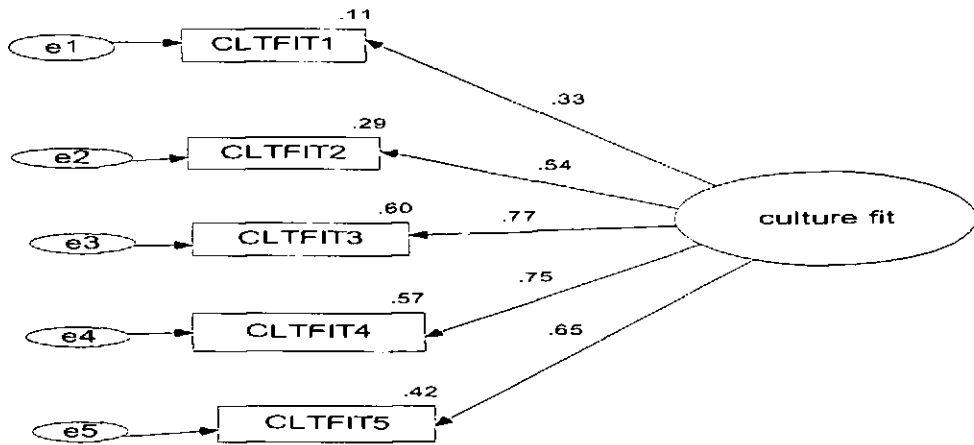 .11
e1
CLTFIT1
.33
.29
e2
CLTFIT2
.54
.60
e3
CLTFIT3
.77
culture fit
.57
e4
CLTFIT4
.75
.42
e5
CLTFIT5
.65